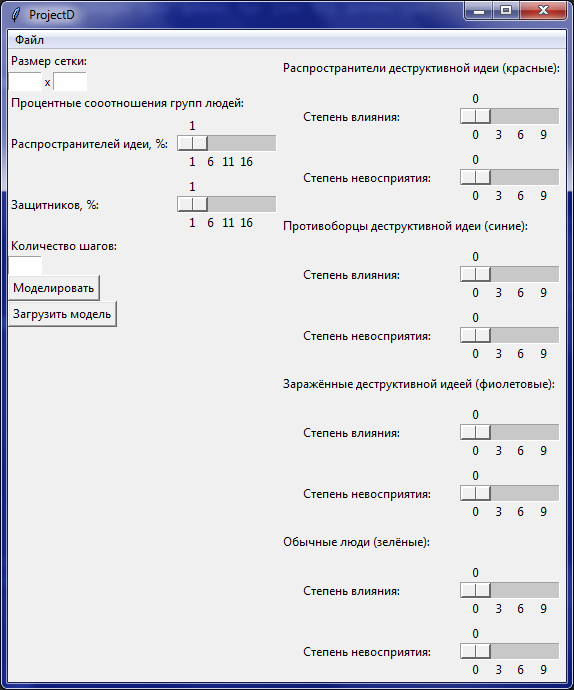 ProjectD
Файл
Размер сетки:
x
Процентные сооотношения групп людей:
1
Распространителей идеи, %:
1 6 11 16
1
Защитников, %:
1 6 11 16
Количество шагов:
Моделировать
Загрузить модель
Распространители деструктивной идеи (красные):
0
Степень влияния:
0 3 6 9
0
Степень невосприятия:
0 3 6 9
Противоборцы деструктивной идеи (синие):
0
Степень влияния:
0 3 6 9
0
Степень невосприятия:
0 3 6 9
Заражённые деструктивной идеей (фиолетовые):
0
Степень влияния:
0 3 6 9
0
Степень невосприятия:
0 3 6 9
Обычные люди (зелёные):
0
Степень влияния:
0 3 6 9
0
Степень невосприятия:
0 3 6 9